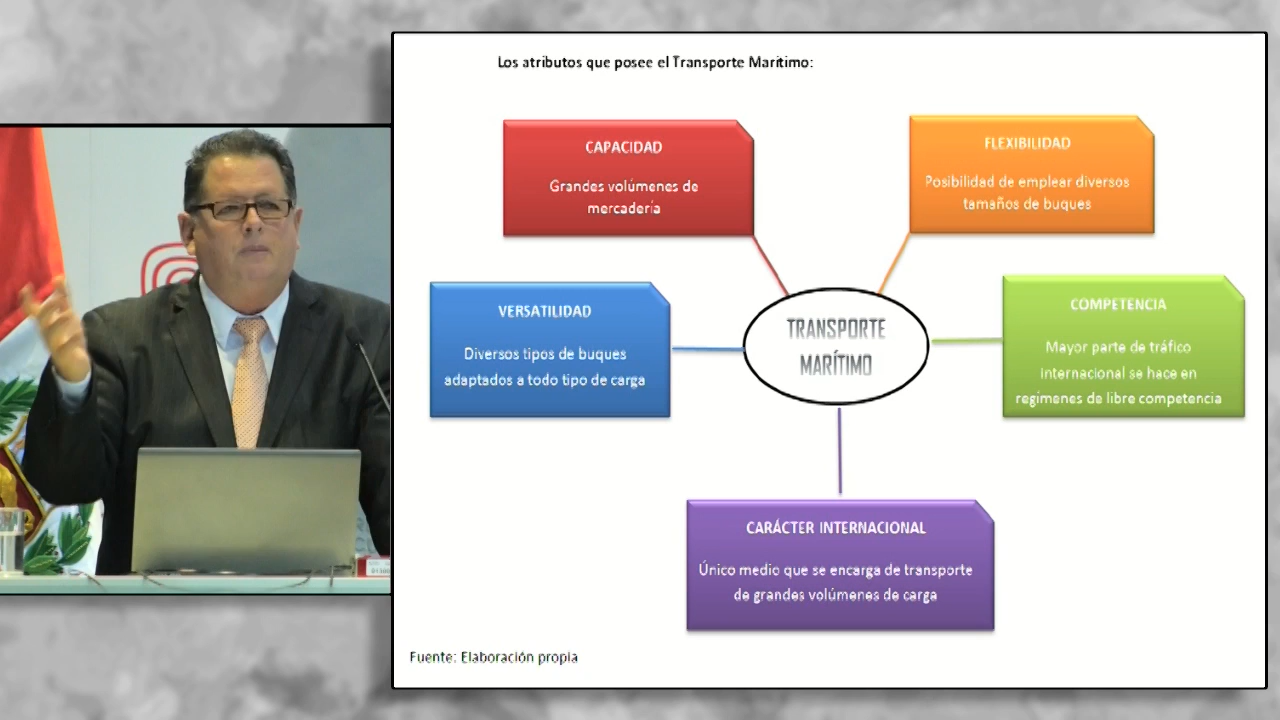 Los atributos que posee el Transporte Marítimo:
CAPACIDAD
Grandes volúmenes de
mercadería
FLEXIBILIDAD
Posibilidad de emplear diversos
tamaños de buques
VERSATILIDAD
Diversos tipos de buques
adaptados a todo tipo de carga
TRANSPORTE
MARÍTIMO
COMPETENCIA
Mayor parte de tráfico
internacional se hace en
regímenes de libre competencia
CARÁCTER INTERNACIONAL
Único medio que se encarga de transporte
de grandes volúmenes de carga
Fuente: Elaboración propia